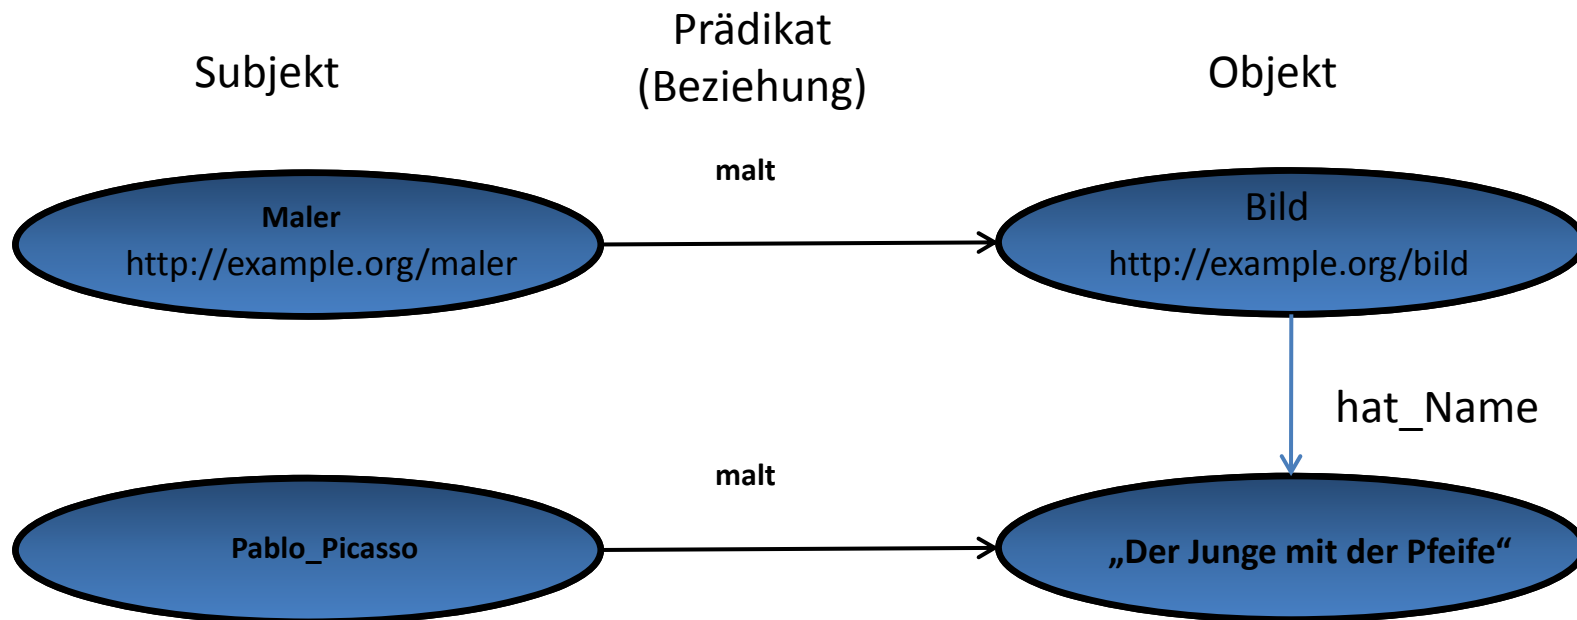 Subjekt
Prädikat
(Beziehung)
Objekt
malt
Maler
http://example.org/maler
Bild
http://example.org/bild
hat_Name
malt
Pablo_Picasso
„Der Junge mit der Pfeife“